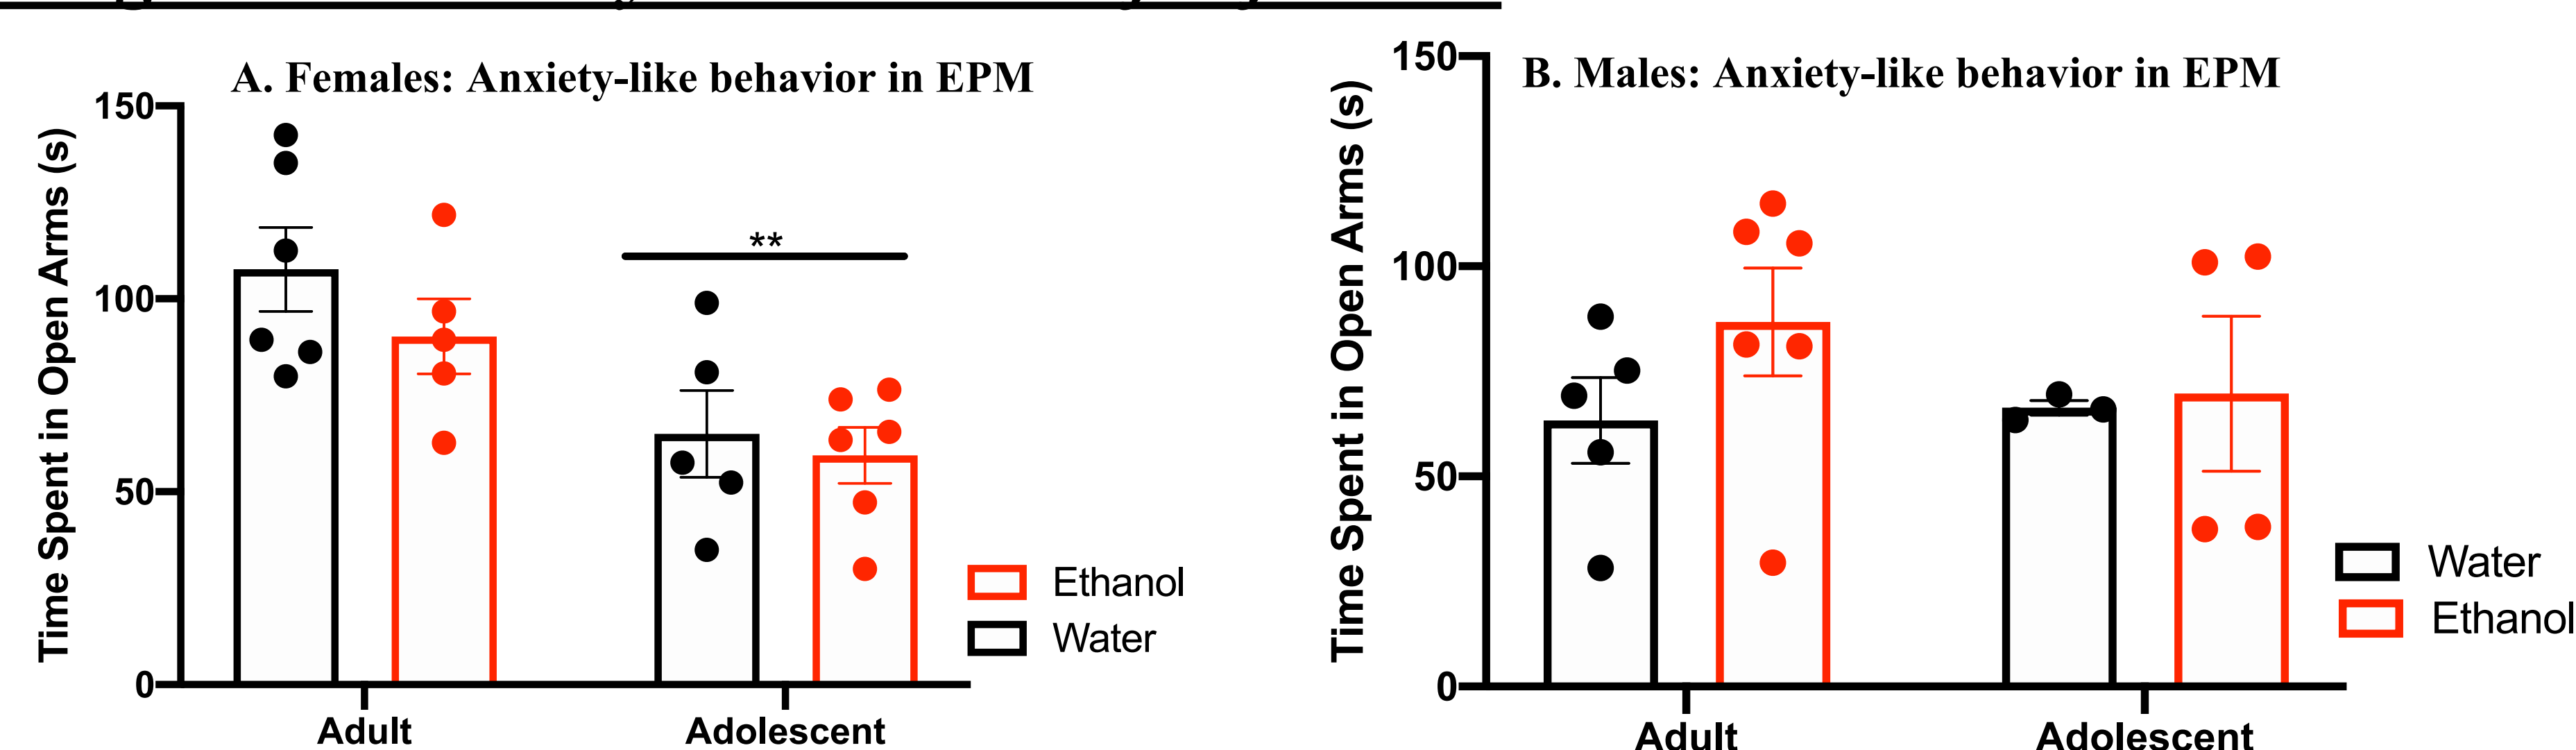 A. Females: Anxiety-like behavior in EPM
Time Spent in Open Arms (s)
150
100
50
0
**
Adult
Adolescent
Ethanol
Water
B. Males: Anxiety-like behavior in EPM
Time Spent in Open Arms (s)
150
100
50
0
Adult
Adolescent
Water
Ethanol